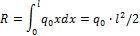 R = ∫₀ˡ q₀xdx = q₀ · l²/2